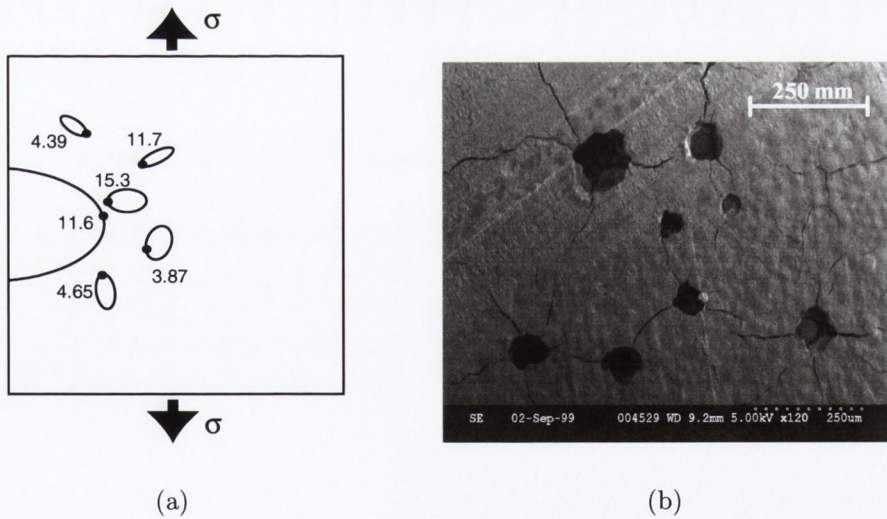 σ
4.39
11.7
15.3
11.6
3.87
4.65
σ
(a)
250 mm
SE 02-Sep-99 004529 WD 9.2mm 5.00kV x120 250um
(b)